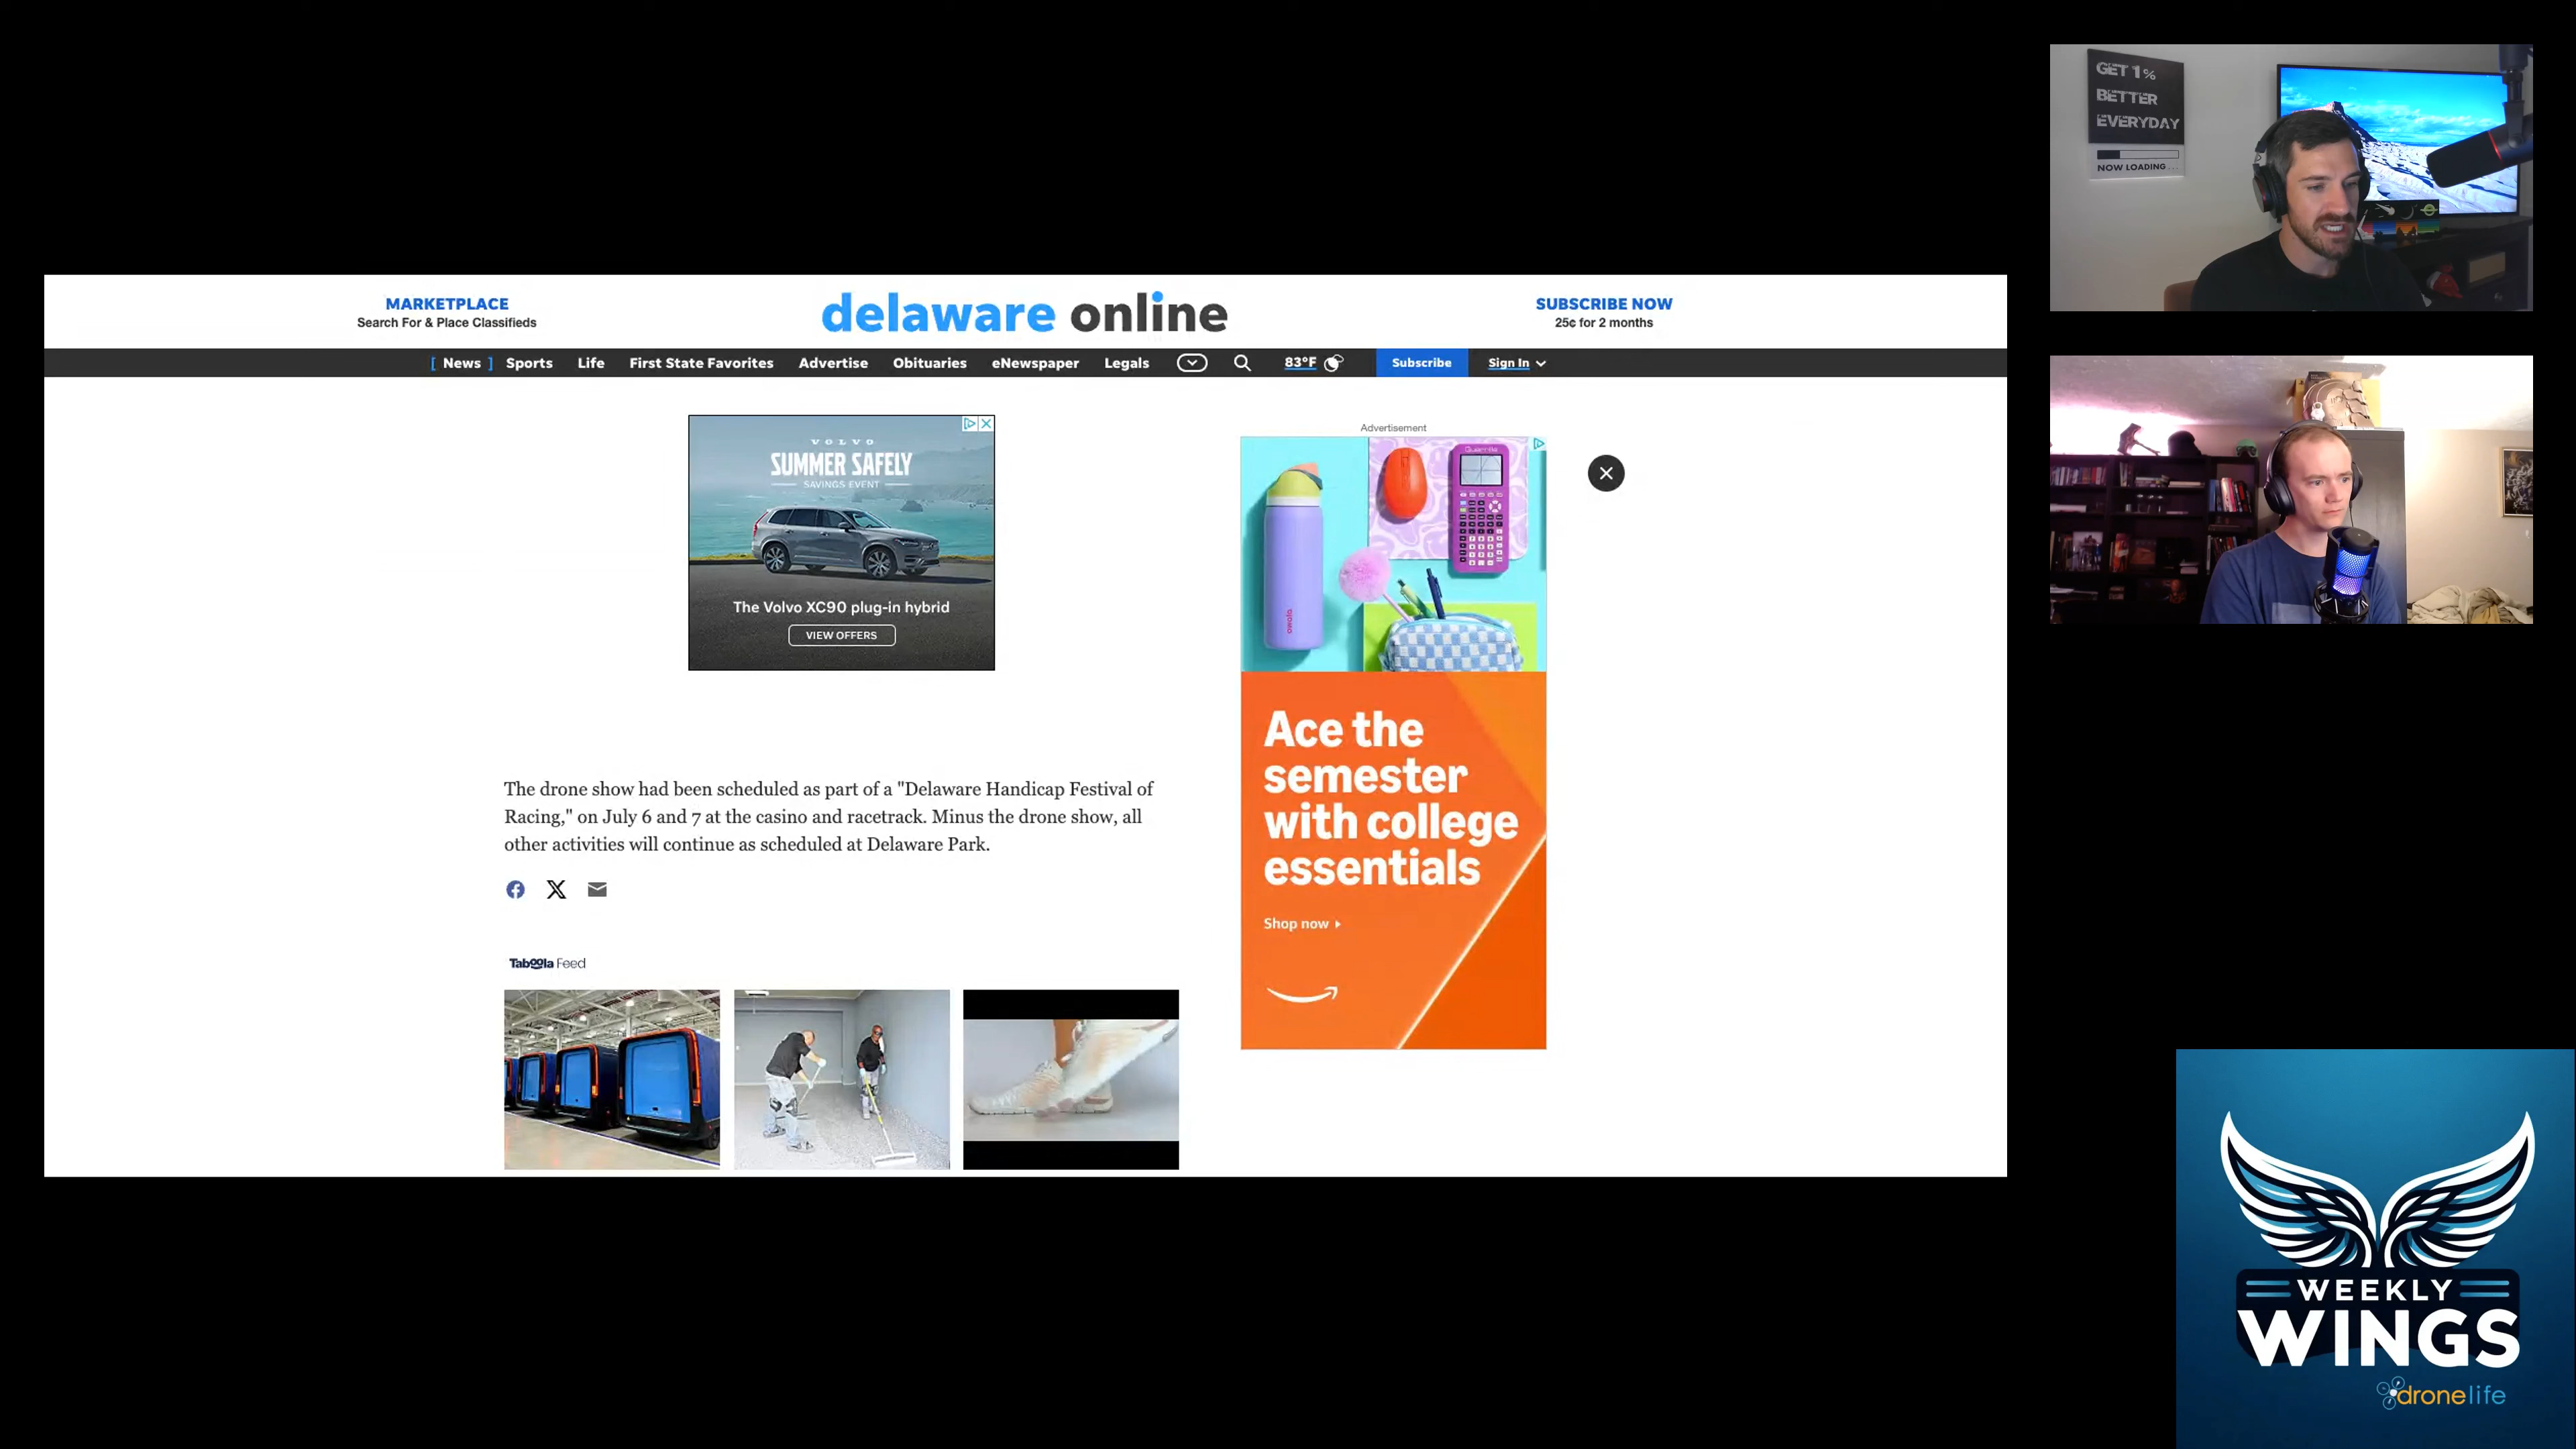 GET 1%
BETTER
EVERYDAY
NOW LOADING...
MARKETPLACE
Search For & Place Classifieds
delaware online
SUBSCRIBE NOW
25¢ for 2 months
[ News ] Sports Life First State Favorites Advertise Obituaries eNewspaper Legals 83°F Subscribe Sign In
VOLVO
SUMMER SAFELY
SAVINGS EVENT
The Volvo XC90 plug-in hybrid
VIEW OFFERS
Advertisement
owala
Ace the
semester
with college
essentials
Shop now
The drone show had been scheduled as part of a "Delaware Handicap Festival of
Racing," on July 6 and 7 at the casino and racetrack. Minus the drone show, all
other activities will continue as scheduled at Delaware Park.
Taboola Feed
WEEKLY
WINGS
dronelife